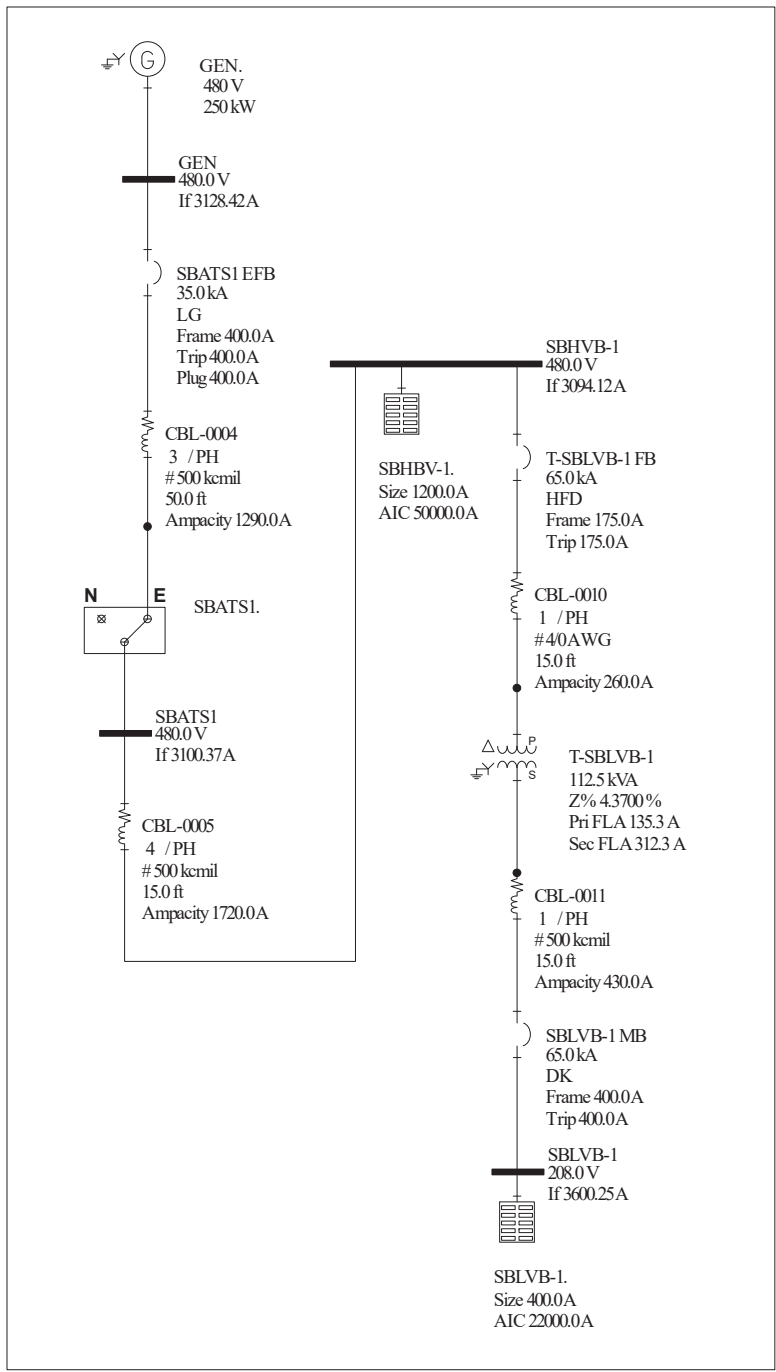 G
GEN.
480 V
250 kW
GEN
480.0 V
If 3128.42 A
SBATS1 EFB
35.0 kA
LG
Frame 400.0 A
Trip 400.0 A
Plug 400.0 A
CBL-0004
3 / PH
# 500 kcmil
50.0 ft
Ampacity 1290.0 A
N E
SBATS1.
SBATS1
480.0 V
If 3100.37 A
CBL-0005
4 / PH
# 500 kcmil
15.0 ft
Ampacity 1720.0 A
SBHVB-1
480.0 V
If 3094.12 A
SBHBV-1.
Size 1200.0 A
AIC 50000.0 A
T-SBLVB-1 FB
65.0 kA
HFD
Frame 175.0 A
Trip 175.0 A
CBL-0010
1 / PH
# 4/0 AWG
15.0 ft
Ampacity 260.0 A
P
S
T-SBLVB-1
112.5 kVA
Z% 4.3700 %
Pri FLA 135.3 A
Sec FLA 312.3 A
CBL-0011
1 / PH
# 500 kcmil
15.0 ft
Ampacity 430.0 A
SBLVB-1 MB
65.0 kA
DK
Frame 400.0 A
Trip 400.0 A
SBLVB-1
208.0 V
If 3600.25 A
SBLVB-1.
Size 400.0 A
AIC 22000.0 A